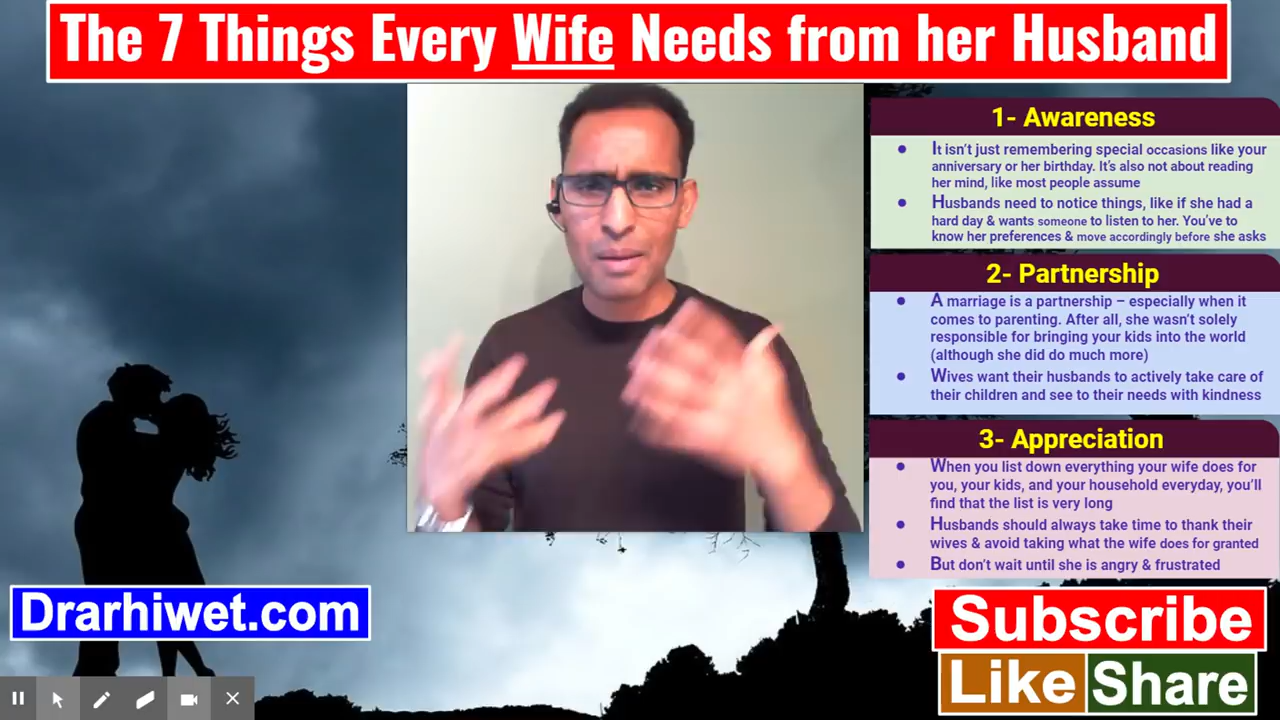 The 7 Things Every Wife Needs from her Husband
1- Awareness
● It isn't just remembering special occasions like your
anniversary or her birthday. It's also not about reading
her mind, like most people assume
● Husbands need to notice things, like if she had a
hard day & wants someone to listen to her. You've to
know her preferences & move accordingly before she asks
2- Partnership
● A marriage is a partnership – especially when it
comes to parenting. After all, she wasn't solely
responsible for bringing your kids into the world
(although she did do much more)
● Wives want their husbands to actively take care of
their children and see to their needs with kindness
3- Appreciation
● When you list down everything your wife does for
you, your kids, and your household everyday, you'll
find that the list is very long
● Husbands should always take time to thank their
wives & avoid taking what the wife does for granted
● But don't wait until she is angry & frustrated
Drarhiwet.com
Subscribe
Like Share